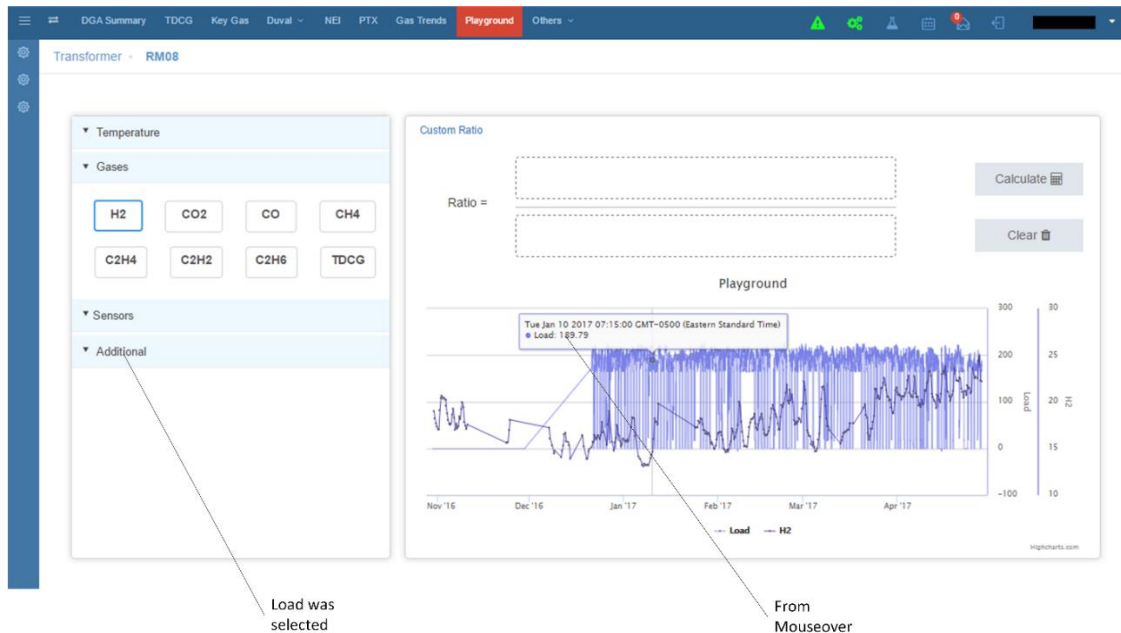 DGA Summary TDCG Key Gas Duval NEI PTX Gas Trends Playground Others
0
Transformer RM08
Temperature
Gases
H2 CO2 CO CH4
C2H4 C2H2 C2H6 TDCG
Sensors
Additional
Custom Ratio
Ratio =
Calculate
Clear
Playground
Tue Jan 10 2017 07:15:00 GMT-0500 (Eastern Standard Time)
Load: 189.79
300 30
200 25
100 20
0 15
-100 10
Load
H2
Nov '16 Dec '16 Jan '17 Feb '17 Mar '17 Apr '17
Load H2
Highcharts.com
Load was
selected
From
Mouseover